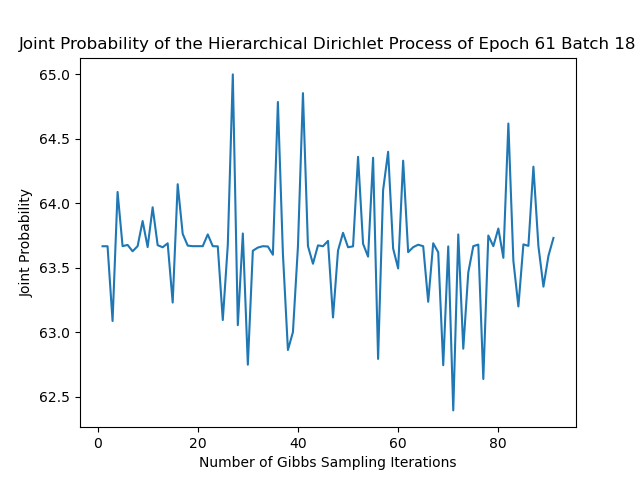 Joint Probability of the Hierarchical Dirichlet Process of Epoch 61 Batch 18
65.0
64.5
64.0
63.5
63.0
62.5
Joint Probability
0 20 40 60 80
Number of Gibbs Sampling Iterations